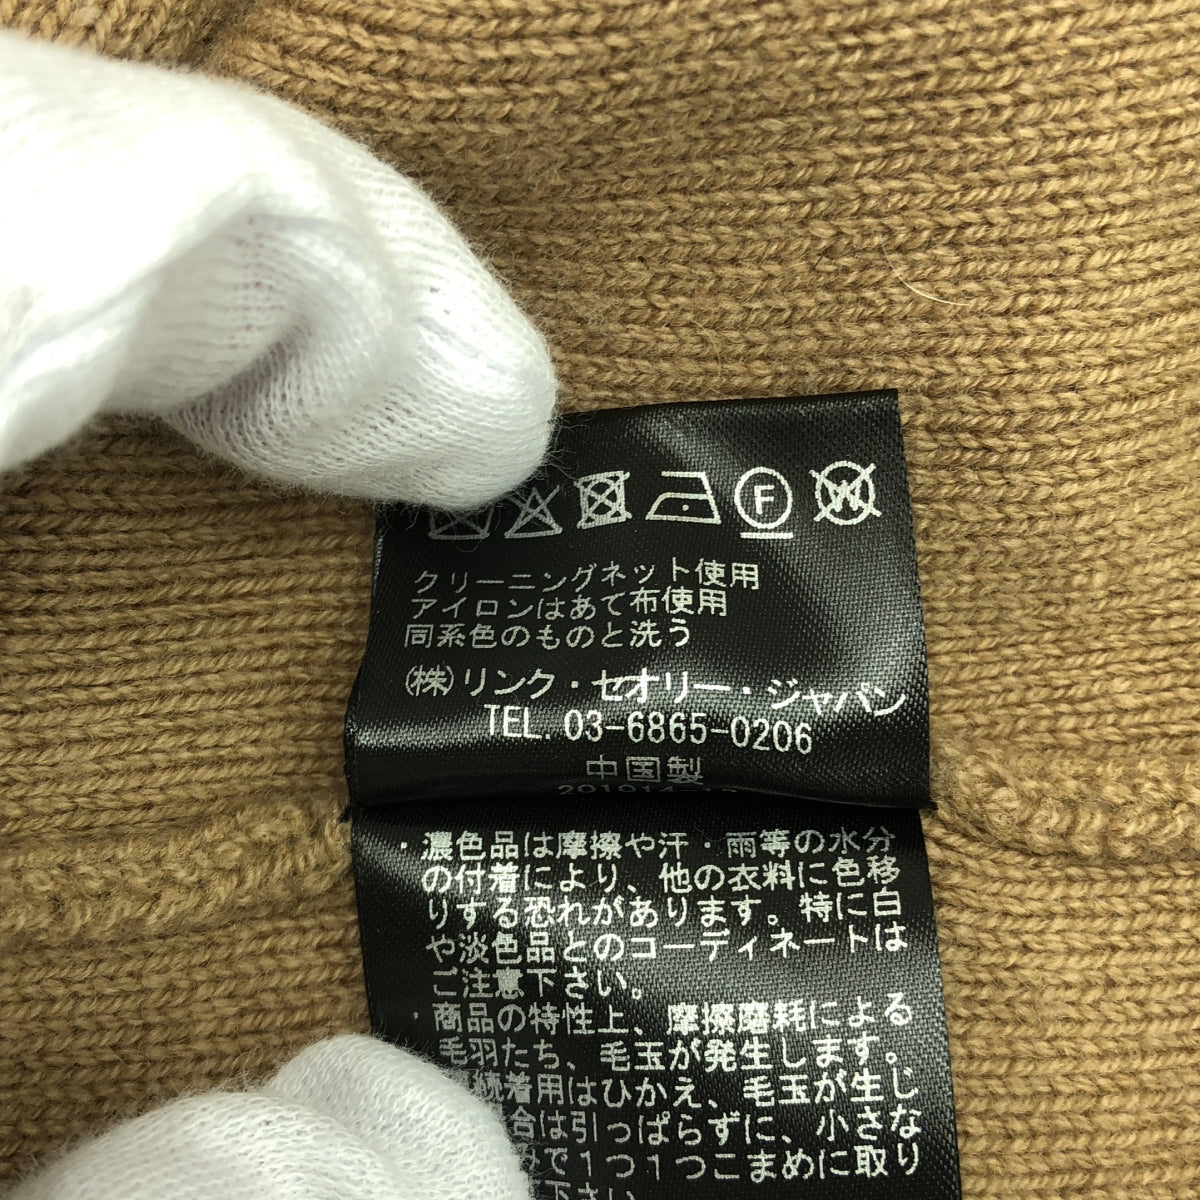 F W
クリーニングネット使用
アイロンはあて布使用
同系色のものと洗う
㈱リンク・セオリー・ジャパン
TEL. 03-6865-0206
中国製
・濃色品は摩擦や汗・雨等の水分
の付着により、他の衣料に色移
りする恐れがあります。特に白
や淡色品とのコーディネートは
ご注意下さい。
・商品の特性上、摩擦磨耗による
毛羽たち、毛玉が発生します。
続着用はひかえ、毛玉が生じ
合は引っぱらずに、小さな
で1つ1つこまめに取り
下さい。